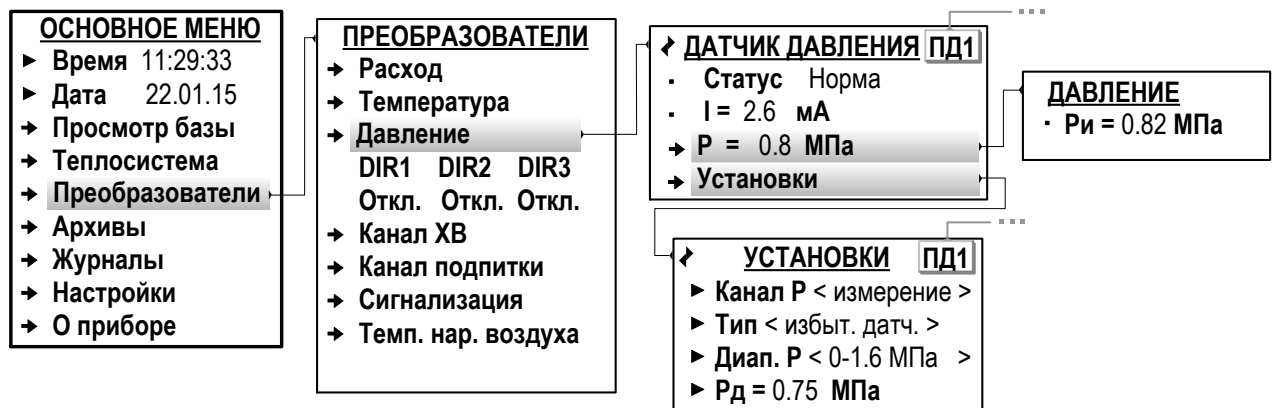 ОСНОВНОЕ МЕНЮ
Время 11:29:33
Дата 22.01.15
Просмотр базы
Теплосистема
Преобразователи
Архивы
Журналы
Настройки
О приборе
ПРЕОБРАЗОВАТЕЛИ
Расход
Температура
Давление
DIR1 DIR2 DIR3
Откл. Откл. Откл.
Канал ХВ
Канал подпитки
Сигнализация
Темп. нар. воздуха
ДАТЧИК ДАВЛЕНИЯ ПД1
Статус Норма
I = 2.6 мА
P = 0.8 МПа
Установки
ДАВЛЕНИЕ
Ри = 0.82 МПа
УСТАНОВКИ ПД1
Канал Р < измерение >
Тип < избыт. датч. >
Диап. Р < 0-1.6 МПа >
Рд = 0.75 МПа